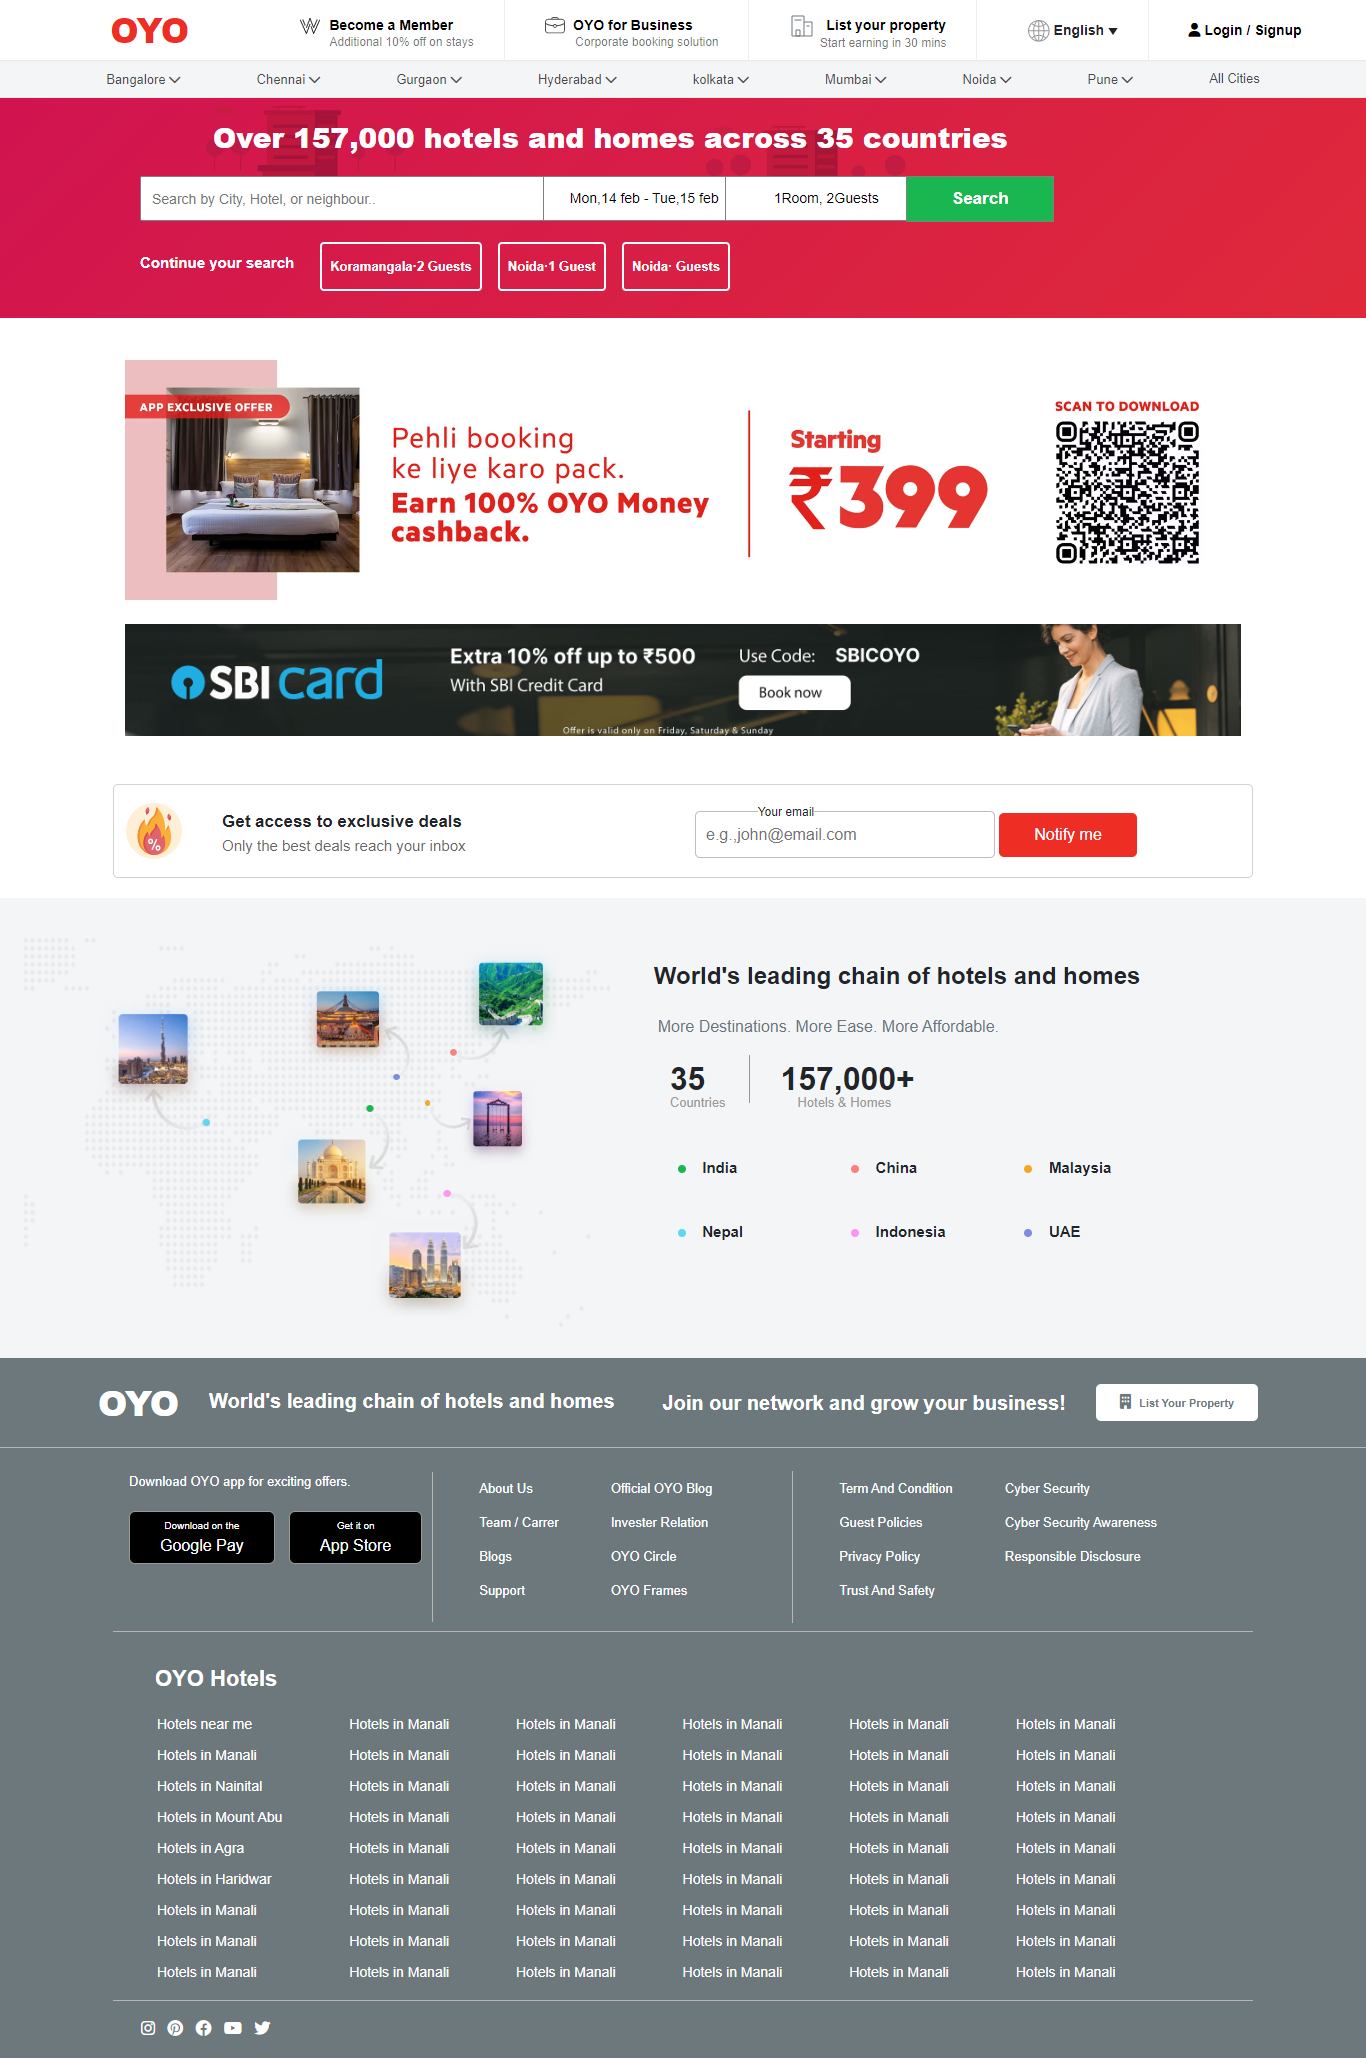 OYO
Become a Member
Additional 10% off on stays
OYO for Business
Corporate booking solution
List your property
Start earning in 30 mins
English
Login / Signup
Bangalore
Chennai
Gurgaon
Hyderabad
kolkata
Mumbai
Noida
Pune
All Cities
Over 157,000 hotels and homes across 35 countries
Search by City, Hotel, or neighbour..
Mon,14 feb - Tue,15 feb
1Room, 2Guests
Search
Continue your search
Koramangala·2 Guests
Noida·1 Guest
Noida· Guests
APP EXCLUSIVE OFFER
Pehli booking
ke liye karo pack.
Earn 100% OYO Money
cashback.
Starting
₹399
SCAN TO DOWNLOAD
SBI card
Extra 10% off up to ₹500
With SBI Credit Card
Use Code: SBICOYO
Book now
Offer is valid only on Friday, Saturday & Sunday
%
Get access to exclusive deals
Only the best deals reach your inbox
Your email
e.g.,john@email.com
Notify me
World's leading chain of hotels and homes
More Destinations. More Ease. More Affordable.
35
Countries
157,000+
Hotels & Homes
India
China
Malaysia
Nepal
Indonesia
UAE
OYO
World's leading chain of hotels and homes
Join our network and grow your business!
List Your Property
Download OYO app for exciting offers.
Download on the
Google Pay
Get it on
App Store
About Us
Official OYO Blog
Team / Carrer
Invester Relation
Blogs
OYO Circle
Support
OYO Frames
Term And Condition
Cyber Security
Guest Policies
Cyber Security Awareness
Privacy Policy
Responsible Disclosure
Trust And Safety
OYO Hotels
Hotels near me Hotels in Manali Hotels in Manali Hotels in Manali Hotels in Manali Hotels in Manali
Hotels in Manali Hotels in Manali Hotels in Manali Hotels in Manali Hotels in Manali Hotels in Manali
Hotels in Nainital Hotels in Manali Hotels in Manali Hotels in Manali Hotels in Manali Hotels in Manali
Hotels in Mount Abu Hotels in Manali Hotels in Manali Hotels in Manali Hotels in Manali Hotels in Manali
Hotels in Agra Hotels in Manali Hotels in Manali Hotels in Manali Hotels in Manali Hotels in Manali
Hotels in Haridwar Hotels in Manali Hotels in Manali Hotels in Manali Hotels in Manali Hotels in Manali
Hotels in Manali Hotels in Manali Hotels in Manali Hotels in Manali Hotels in Manali Hotels in Manali
Hotels in Manali Hotels in Manali Hotels in Manali Hotels in Manali Hotels in Manali Hotels in Manali
Hotels in Manali Hotels in Manali Hotels in Manali Hotels in Manali Hotels in Manali Hotels in Manali